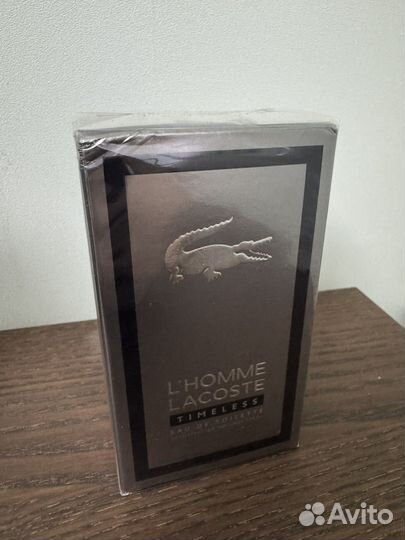 L'HOMME
LACOSTE
TIMELESS
EAU DE TOILETTE
Avito